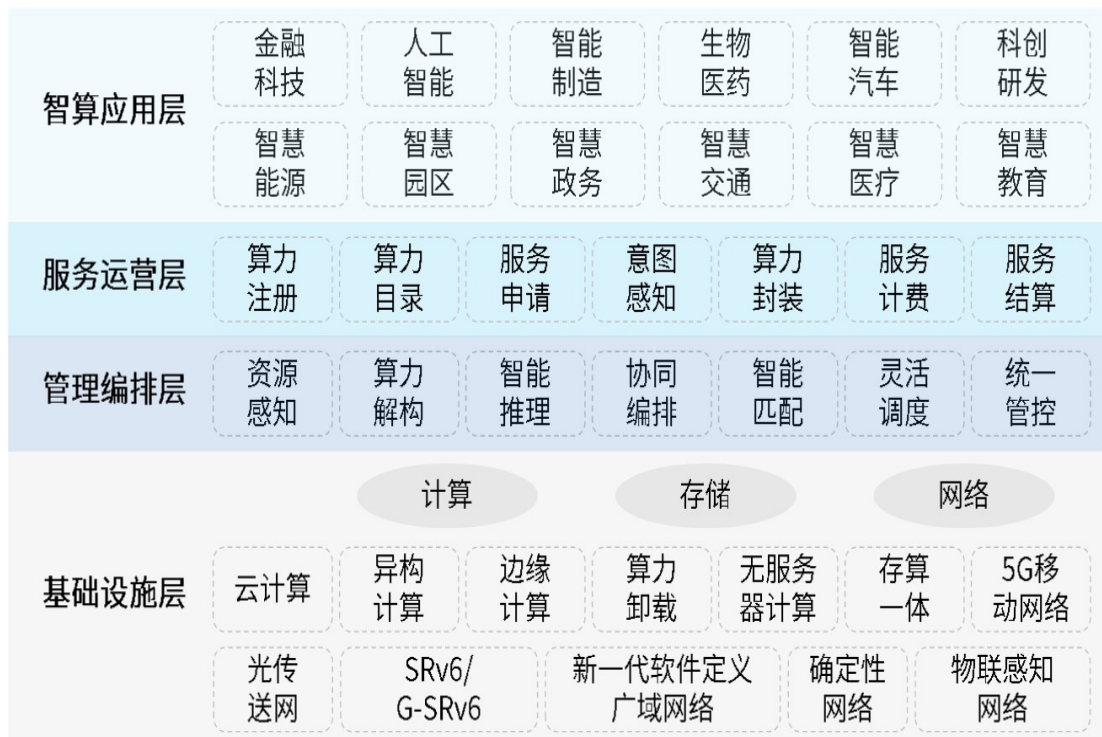 智算应用层
金融 人工 智能 生物 智能 科创
科技 智能 制造 医药 汽车 研发
智慧 智慧 智慧 智慧 智慧 智慧
能源 园区 政务 交通 医疗 教育
服务运营层
算力 算力 服务 意图 算力 服务 服务
注册 目录 申请 感知 封装 计费 结算
管理编排层
资源 算力 智能 协同 智能 灵活 统一
感知 解构 推理 编排 匹配 调度 管控
基础设施层
计算 存储 网络
云计算 异构 边缘 算力 无服务 存算 5G移
计算 计算 卸载 器计算 一体 动网络
光传 SRv6/ 新一代软件定义 确定性 物联感知
送网 G-SRv6 广域网络 网络 网络